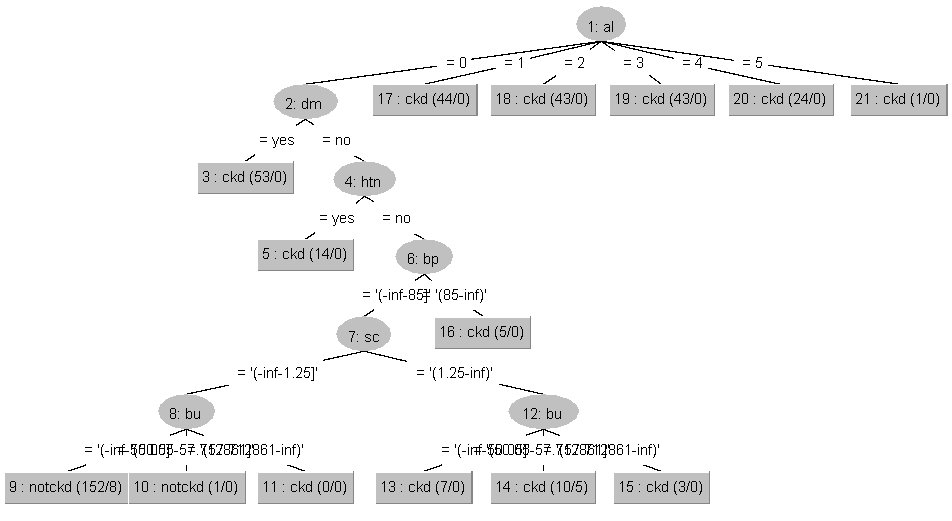 1: al
= 0 = 1 = 2 = 3 = 4 = 5
2: dm 17 : ckd (44/0) 18 : ckd (43/0) 19 : ckd (43/0) 20 : ckd (24/0) 21 : ckd (1/0)
= yes = no
3 : ckd (53/0) 4: htn
= yes = no
5 : ckd (14/0) 6: bp
= '(-inf-85]' = '(85-inf)'
7: sc 16 : ckd (5/0)
= '(-inf-1.25]' = '(1.25-inf)'
8: bu 12: bu
9 : notckd (152/8) 10 : notckd (1/0) 11 : ckd (0/0) 13 : ckd (7/0) 14 : ckd (10/5) 15 : ckd (3/0)